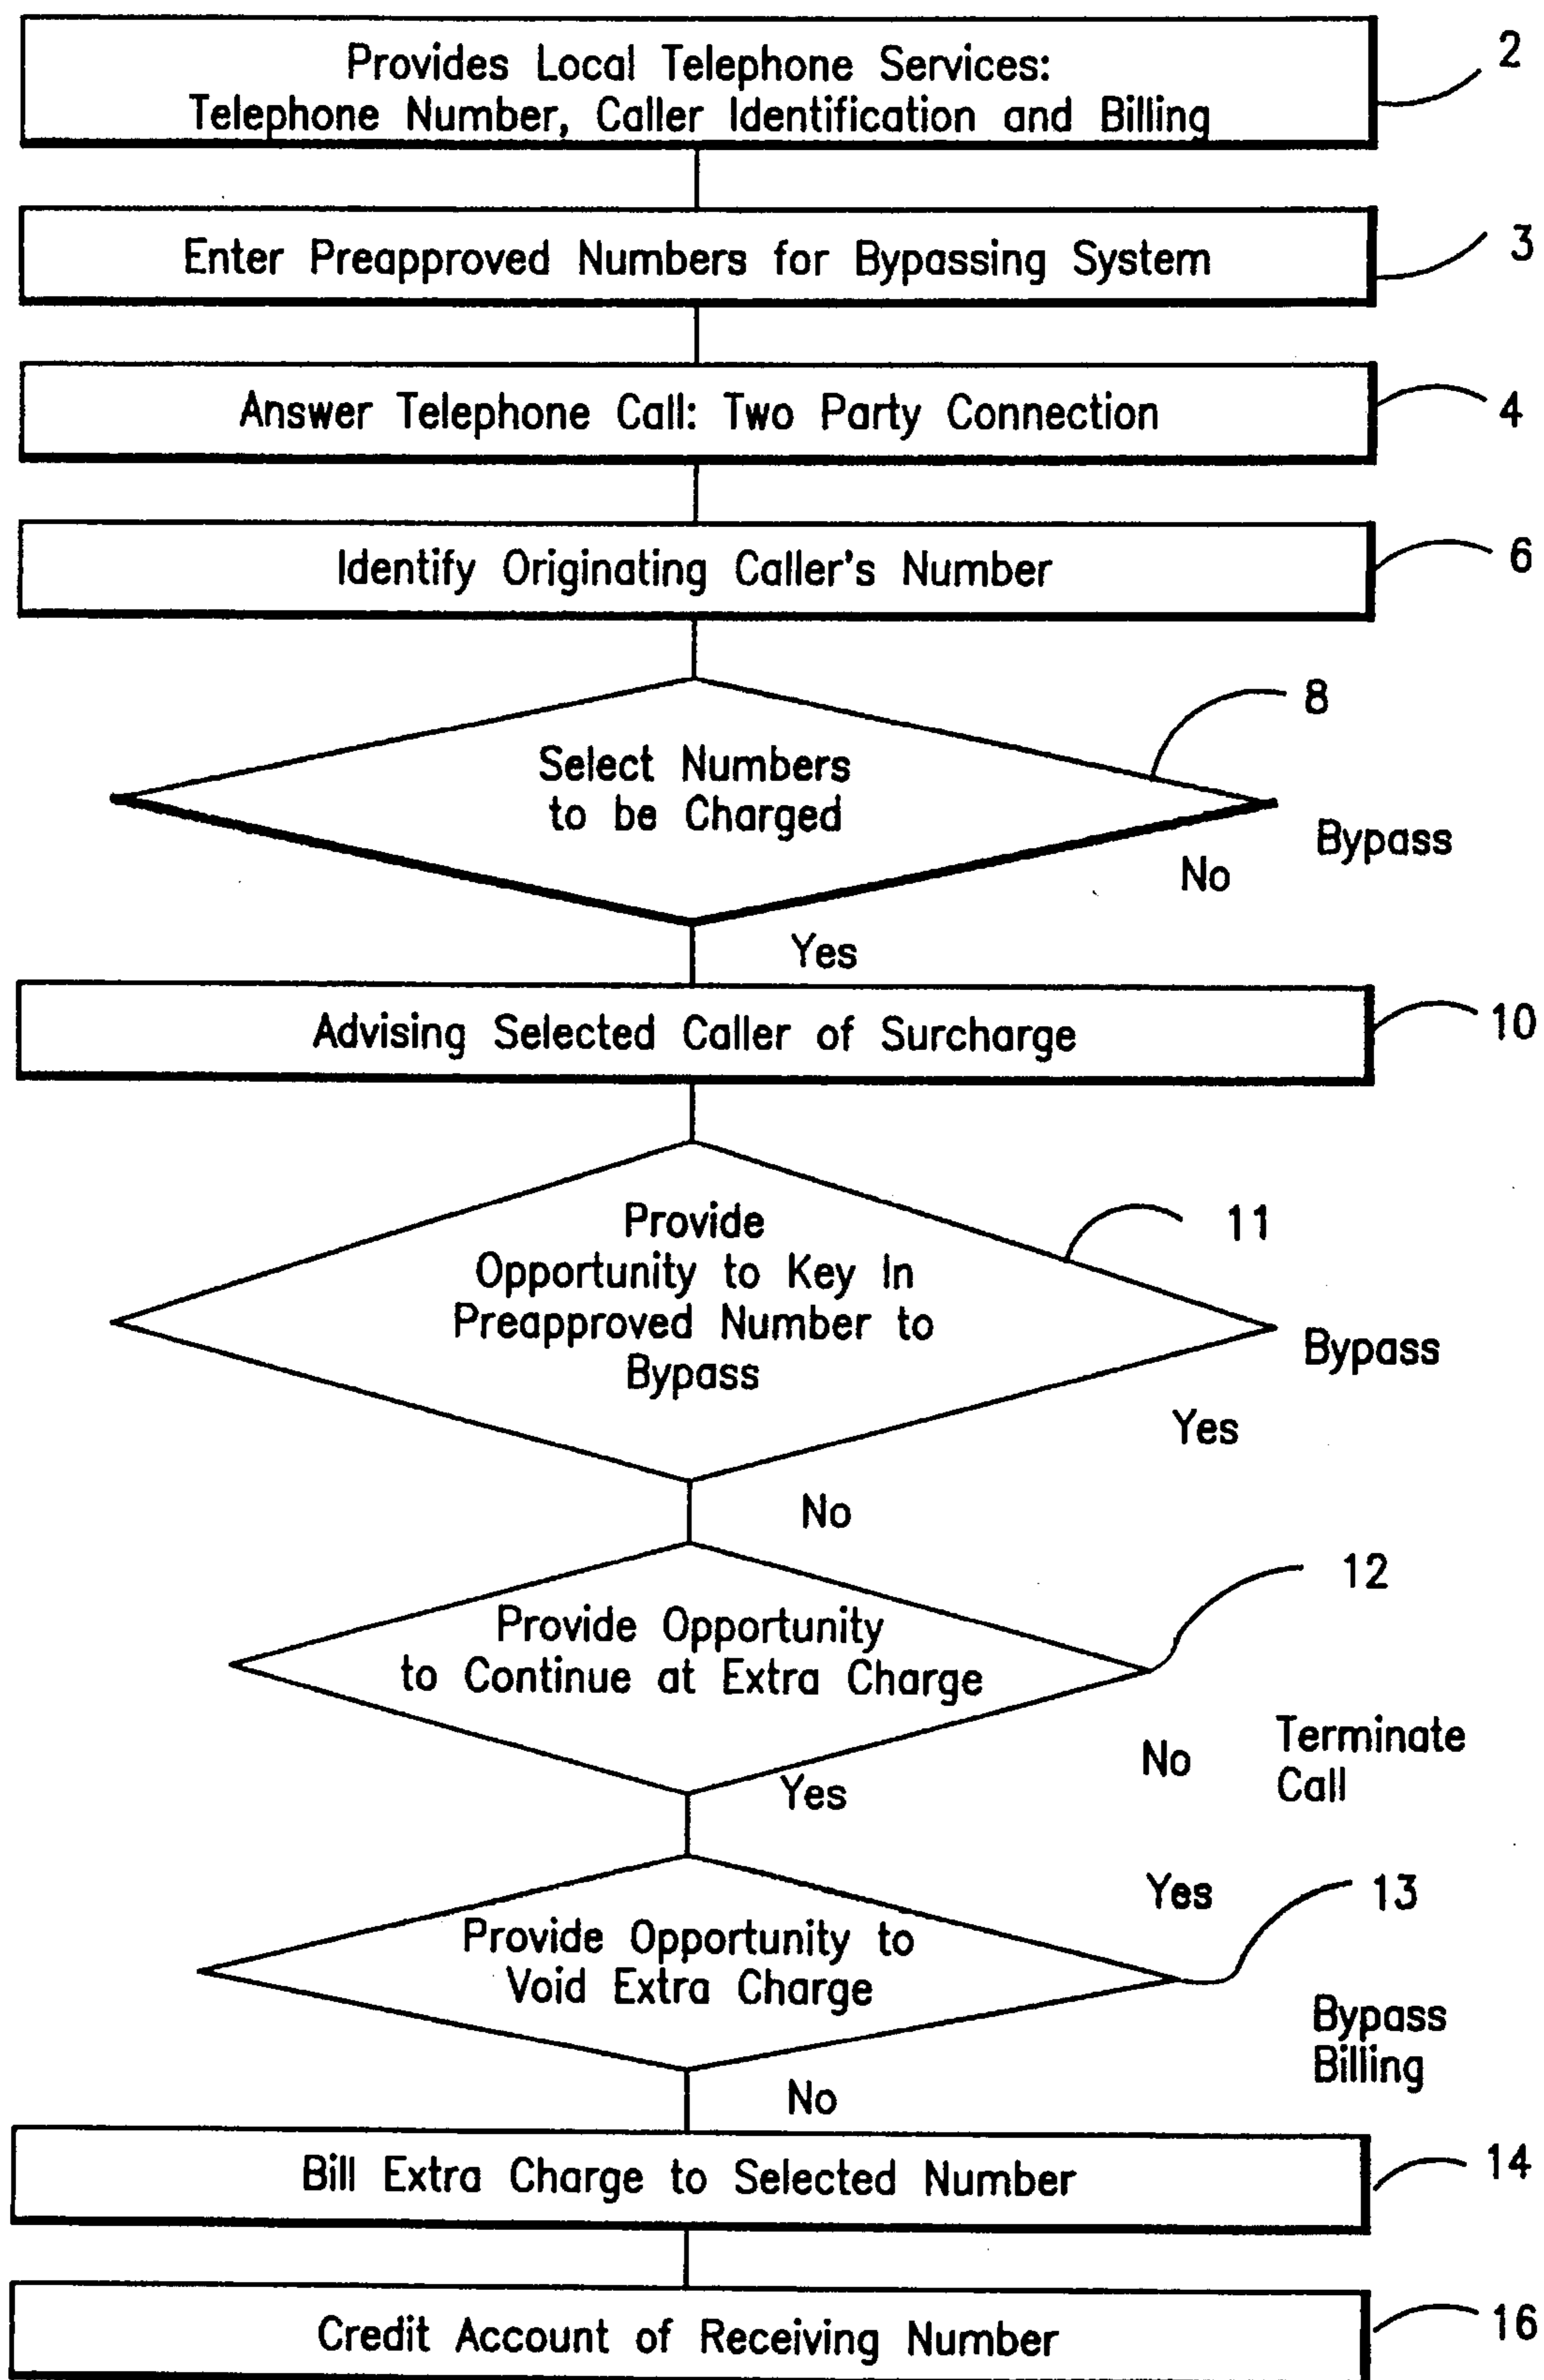 Provides Local Telephone Services:
Telephone Number, Caller Identification and Billing
2
Enter Preapproved Numbers for Bypassing System
3
Answer Telephone Call: Two Party Connection
4
Identify Originating Caller's Number
6
8
Select Numbers
to be Charged
Bypass
No
Yes
Advising Selected Caller of Surcharge
10
Provide
Opportunity to Key In
Preapproved Number to
Bypass
11
Bypass
Yes
No
12
Provide Opportunity
to Continue at Extra Charge
No
Terminate
Call
Yes
Yes
13
Provide Opportunity to
Void Extra Charge
Bypass
Billing
No
Bill Extra Charge to Selected Number
14
Credit Account of Receiving Number
16